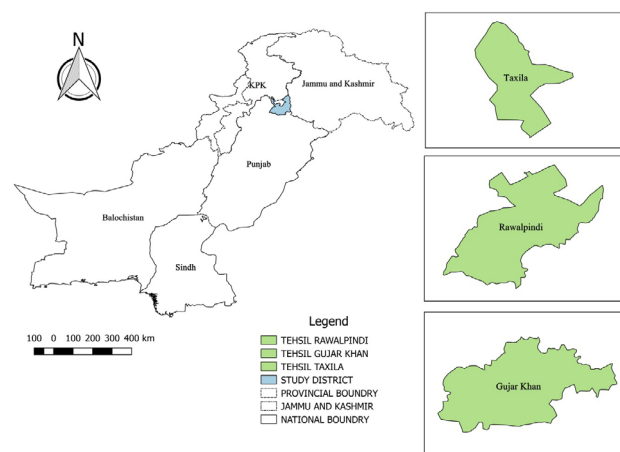 N
KPK
Jammu and Kashmir
Punjab
Balochistan
Sindh
100 0 100 200 300 400 km
Legend
TEHSIL RAWALPINDI
TEHSIL GUJAR KHAN
TEHSIL TAXILA
STUDY DISTRICT
PROVINCIAL BOUNDRY
JAMMU AND KASHMIR
NATIONAL BOUNDRY
Taxila
Rawalpindi
Gujar Khan